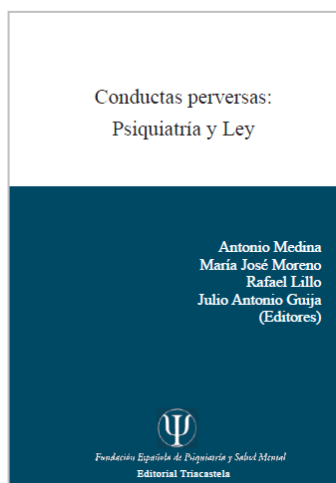 Conductas perversas:
Psiquiatría y Ley
Antonio Medina
María José Moreno
Rafael Lillo
Julio Antonio Guija
(Editores)
Ψ
Fundación Española de Psiquiatría y Salud Mental
Editorial Triacastela